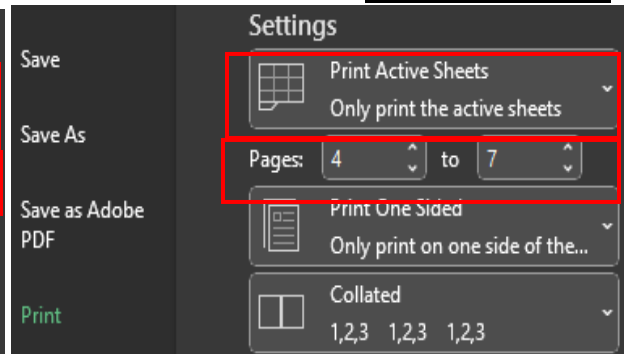 Settings
Save
Print Active Sheets
Only print the active sheets
Save As
Pages: 4 to 7
Save as Adobe
PDF
Print One Sided
Only print on one side of the...
Print
Collated
1,2,3 1,2,3 1,2,3